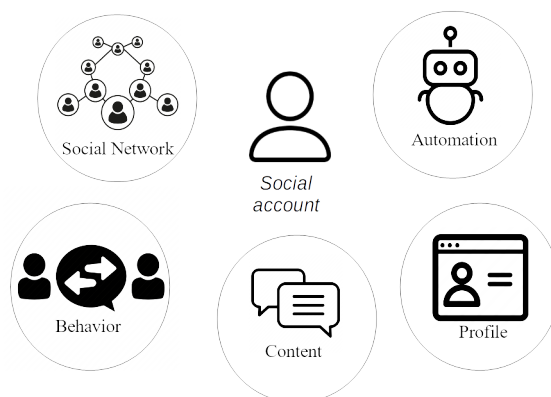 Social Network
Automation
Social
account
Behavior
Content
Profile